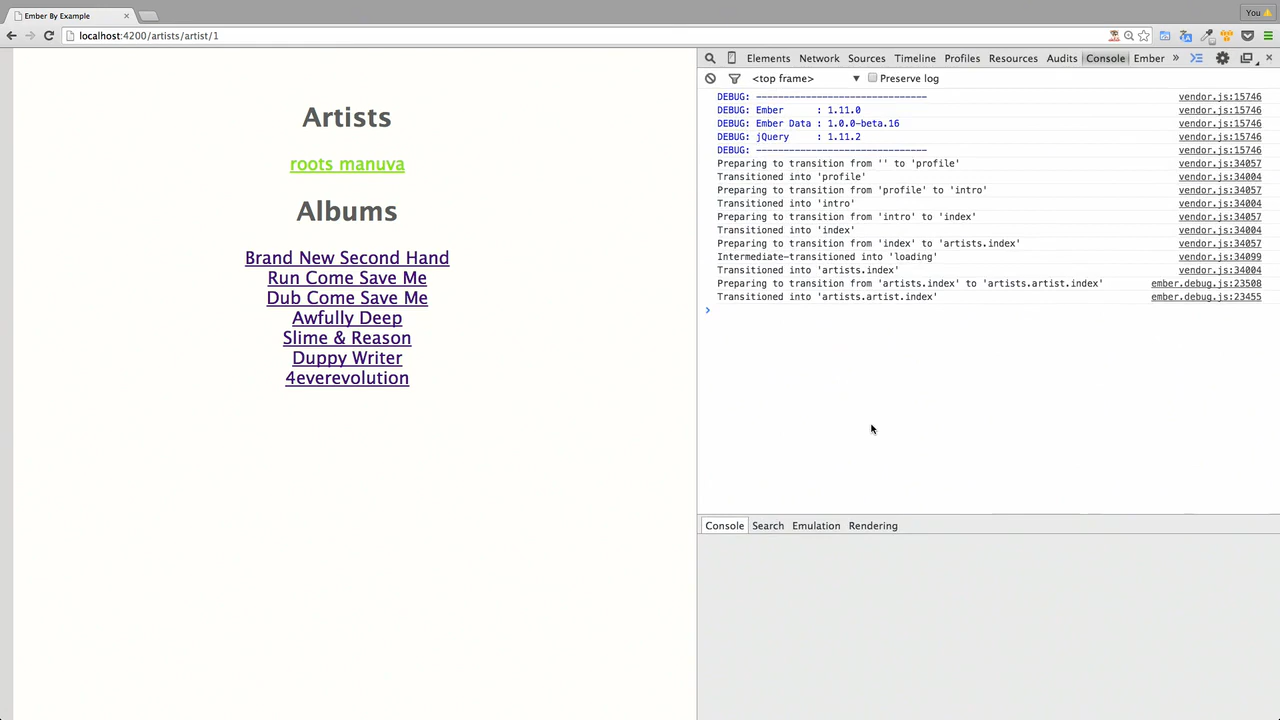 Ember By Example
You
localhost:4200/artists/artist/1
Artists
roots manuva
Albums
Brand New Second Hand
Run Come Save Me
Dub Come Save Me
Awfully Deep
Slime & Reason
Duppy Writer
4everevolution
Elements Network Sources Timeline Profiles Resources Audits Console Ember »
<top frame> ▼ Preserve log
DEBUG: ------------------------------- vendor.js:15746
DEBUG: Ember      : 1.11.0 vendor.js:15746
DEBUG: Ember Data : 1.0.0-beta.16 vendor.js:15746
DEBUG: jQuery     : 1.11.2 vendor.js:15746
DEBUG: ------------------------------- vendor.js:15746
Preparing to transition from '' to 'profile' vendor.js:34057
Transitioned into 'profile' vendor.js:34004
Preparing to transition from 'profile' to 'intro' vendor.js:34057
Transitioned into 'intro' vendor.js:34004
Preparing to transition from 'intro' to 'index' vendor.js:34057
Transitioned into 'index' vendor.js:34004
Preparing to transition from 'index' to 'artists.index' vendor.js:34057
Intermediate-transitioned into 'loading' vendor.js:34099
Transitioned into 'artists.index' vendor.js:34004
Preparing to transition from 'artists.index' to 'artists.artist.index' ember.debug.js:23508
Transitioned into 'artists.artist.index' ember.debug.js:23455
Console Search Emulation Rendering